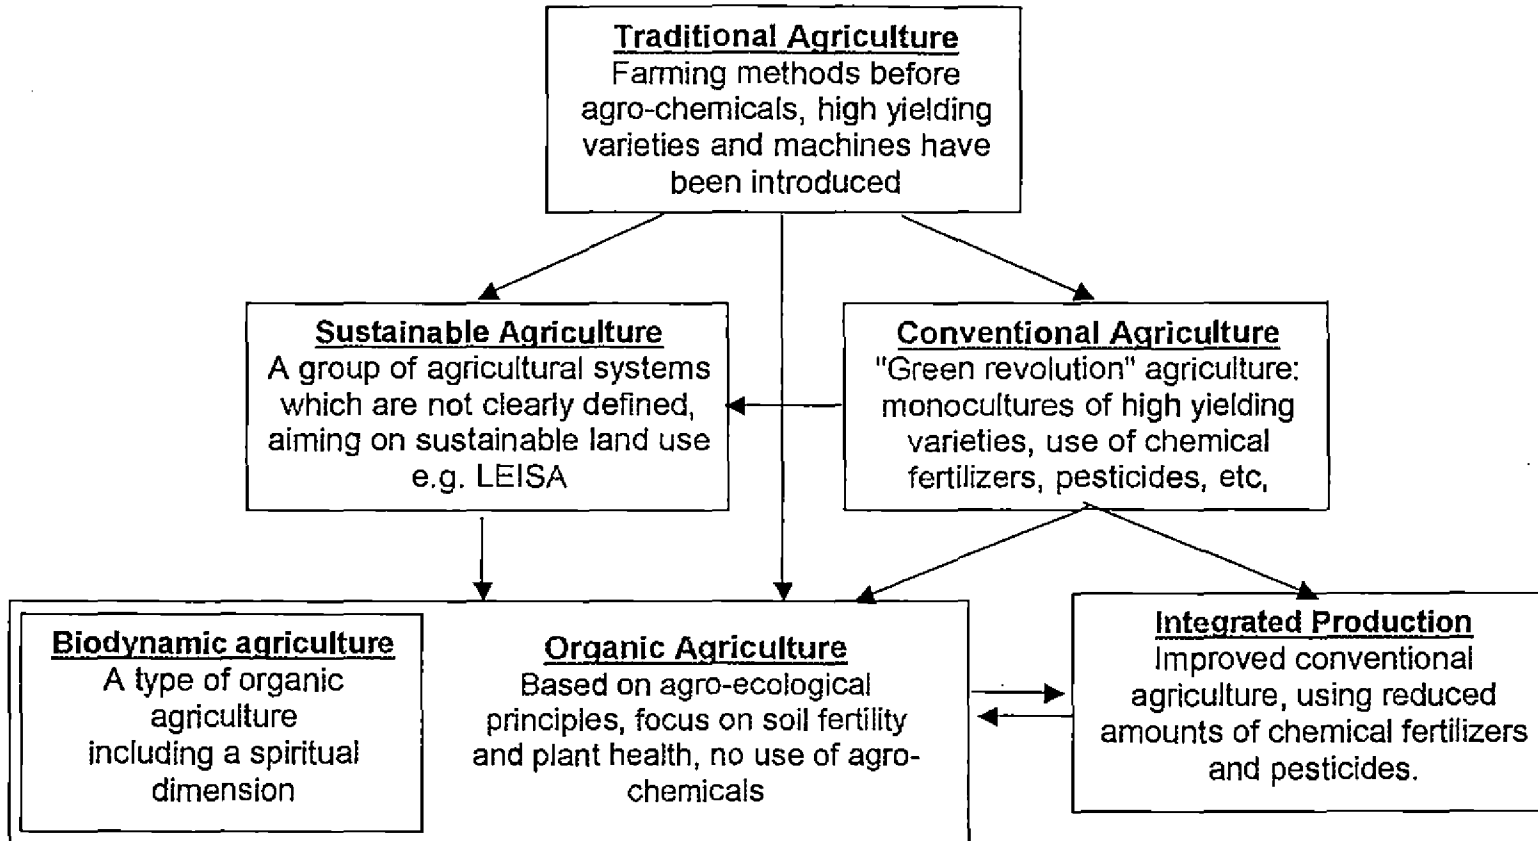 Traditional Agriculture
Farming methods before
agro-chemicals, high yielding
varieties and machines have
been introduced
Sustainable Agriculture
A group of agricultural systems
which are not clearly defined,
aiming on sustainable land use
e.g. LEISA
Conventional Agriculture
"Green revolution" agriculture:
monocultures of high yielding
varieties, use of chemical
fertilizers, pesticides, etc,
Biodynamic agriculture
A type of organic
agriculture
including a spiritual
dimension
Organic Agriculture
Based on agro-ecological
principles, focus on soil fertility
and plant health, no use of agro-
chemicals
Integrated Production
Improved conventional
agriculture, using reduced
amounts of chemical fertilizers
and pesticides.